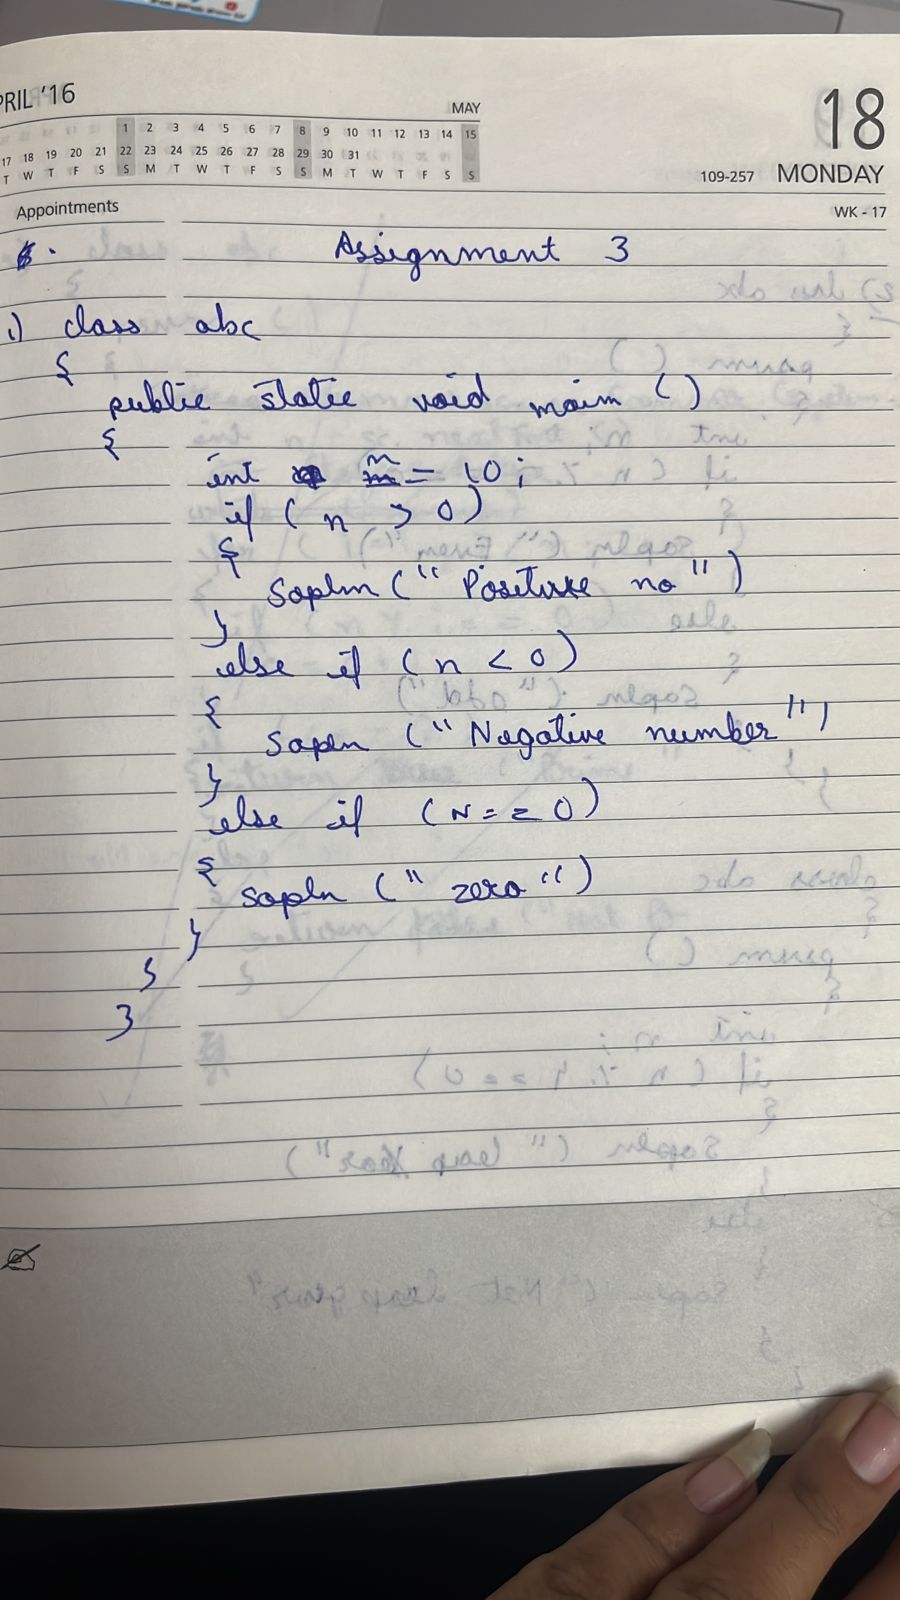 PRIL '16
MAY
1 2 3 4 5 6 7 8 9 10 11 12 13 14 15
17 18 19 20 21 22 23 24 25 26 27 28 29 30 31
T W T F S S M T W T F S S M T W T F S S
18
109-257 MONDAY
Appointments
WK - 17
Assignment 3
1) class abc
{
public static void main ()
{
int n = 10;
if (n > 0)
{
Sopln (" Positive no ")
}
else if (n < 0)
{
Sopln (" Nagative number ")
}
else if (N == 0)
{
sopln (" zero ")
}
}
}